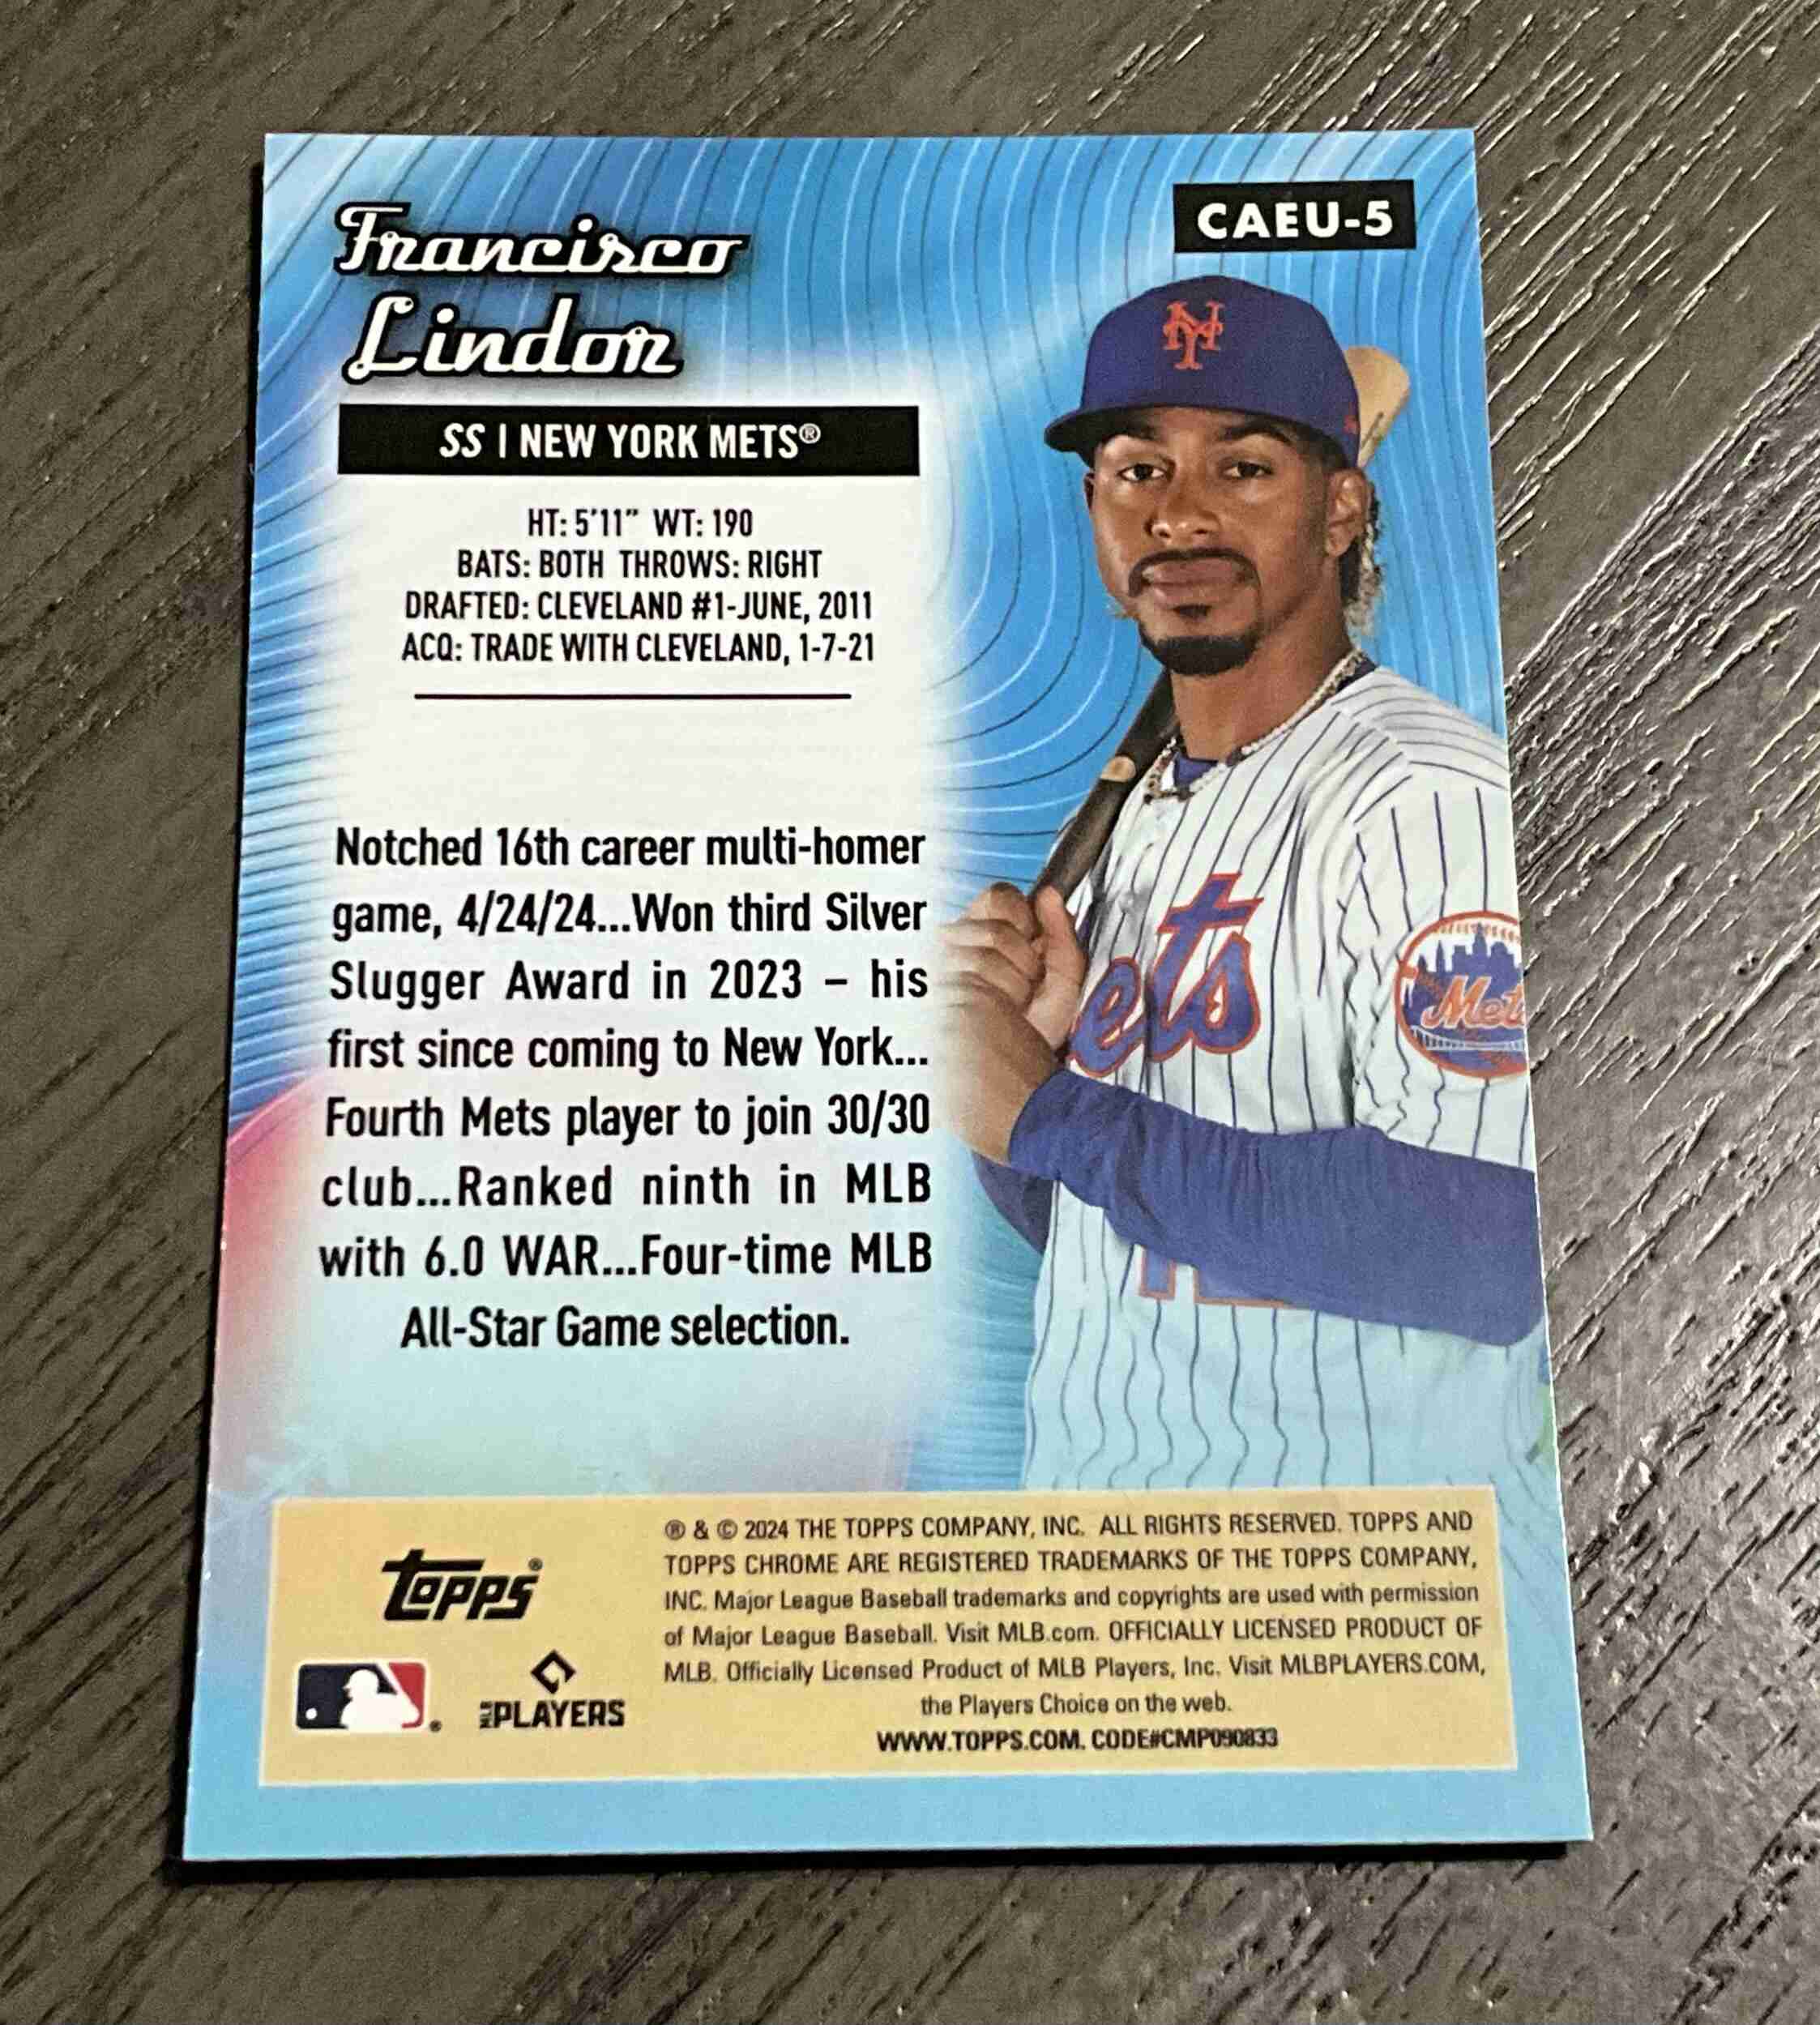 Francisco
Lindor
CAEU-5
NY
SS | NEW YORK METS®
HT: 5'11" WT: 190
BATS: BOTH THROWS: RIGHT
DRAFTED: CLEVELAND #1-JUNE, 2011
ACQ: TRADE WITH CLEVELAND, 1-7-21
Notched 16th career multi-homer
game, 4/24/24...Won third Silver
Slugger Award in 2023 – his
first since coming to New York...
Fourth Mets player to join 30/30
club...Ranked ninth in MLB
with 6.0 WAR...Four-time MLB
All-Star Game selection.
ets
Met
TOPPS®
MLB PLAYERS
® & © 2024 THE TOPPS COMPANY, INC. ALL RIGHTS RESERVED. TOPPS AND
TOPPS CHROME ARE REGISTERED TRADEMARKS OF THE TOPPS COMPANY,
INC. Major League Baseball trademarks and copyrights are used with permission
of Major League Baseball. Visit MLB.com. OFFICIALLY LICENSED PRODUCT OF
MLB. Officially Licensed Product of MLB Players, Inc. Visit MLBPLAYERS.COM,
the Players Choice on the web.
WWW.TOPPS.COM. CODE#CMP090833